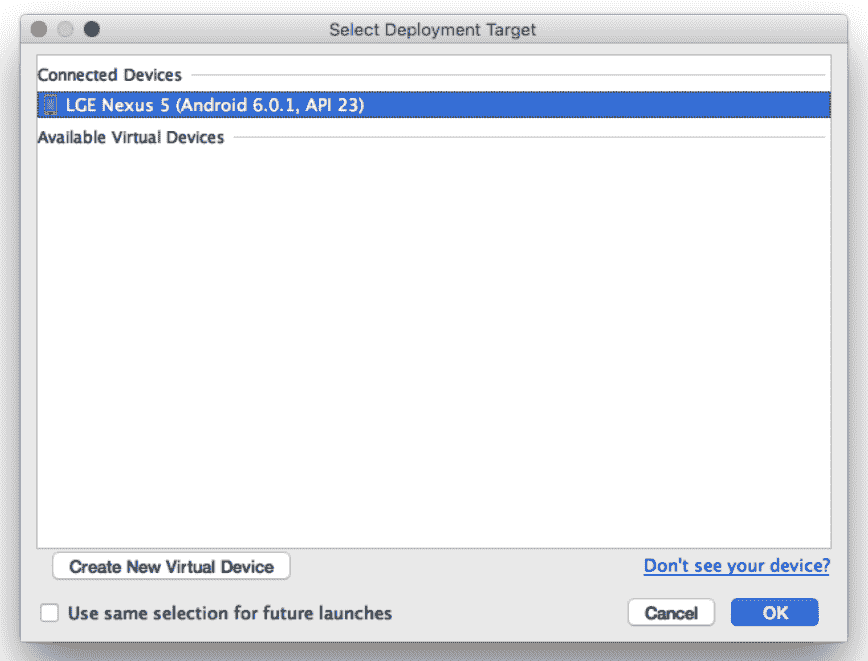 Select Deployment Target
Connected Devices
LGE Nexus 5 (Android 6.0.1, API 23)
Available Virtual Devices
Create New Virtual Device
Don't see your device?
Use same selection for future launches
Cancel
OK